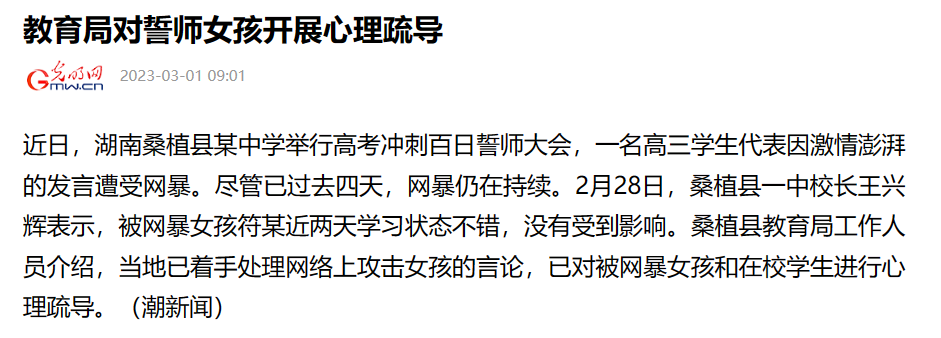 教育局对誓师女孩开展心理疏导
光明网
GMW.CN
2023-03-01 09:01
近日，湖南桑植县某中学举行高考冲刺百日誓师大会，一名高三学生代表因激情澎湃
的发言遭受网暴。尽管已过去四天，网暴仍在持续。2月28日，桑植县一中校长王兴
辉表示，被网暴女孩符某近两天学习状态不错，没有受到影响。桑植县教育局工作人
员介绍，当地已着手处理网络上攻击女孩的言论，已对被网暴女孩和在校学生进行心
理疏导。（潮新闻）